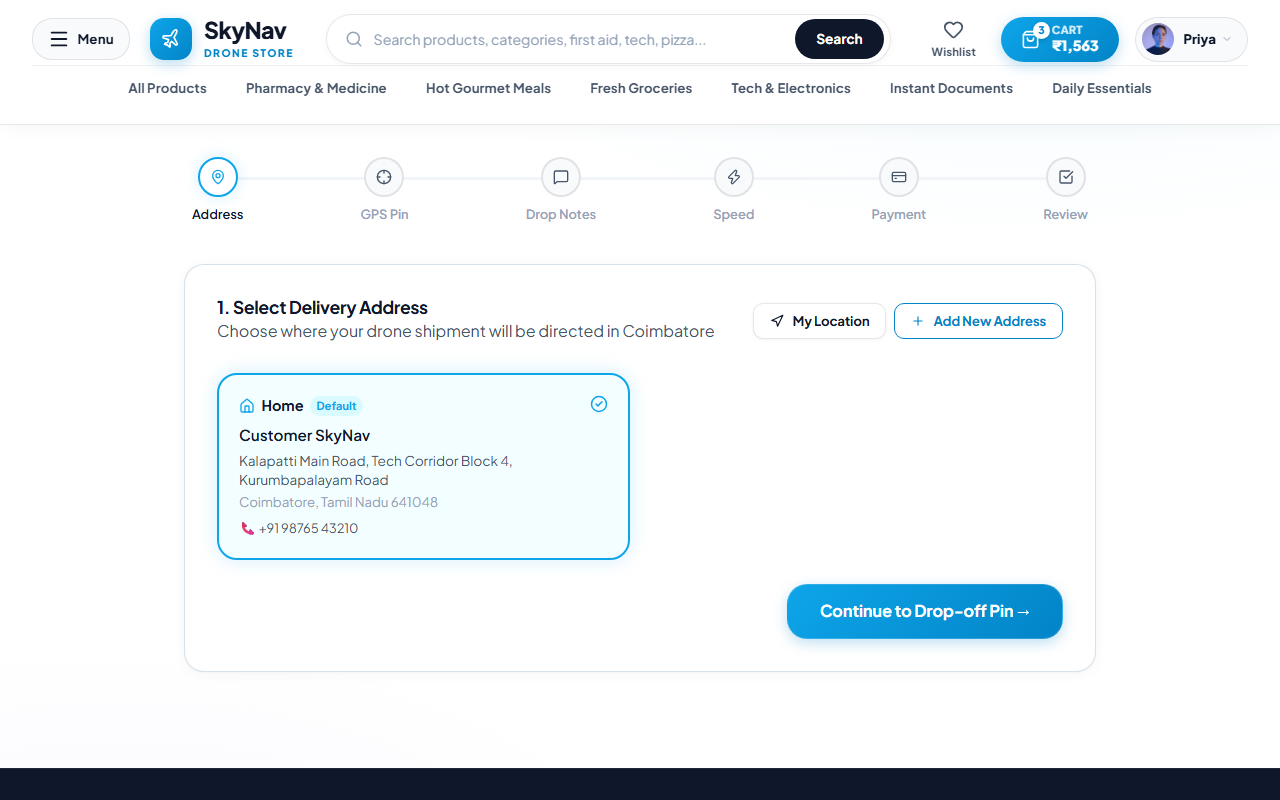 Menu
SkyNav
DRONE STORE
Search products, categories, first aid, tech, pizza...
Search
Wishlist
3
CART
₹1,563
Priya
All Products
Pharmacy & Medicine
Hot Gourmet Meals
Fresh Groceries
Tech & Electronics
Instant Documents
Daily Essentials
Address
GPS Pin
Drop Notes
Speed
Payment
Review
1. Select Delivery Address
Choose where your drone shipment will be directed in Coimbatore
My Location
Add New Address
Home
Default
Customer SkyNav
Kalapatti Main Road, Tech Corridor Block 4,
Kurumbapalayam Road
Coimbatore, Tamil Nadu 641048
+91 98765 43210
Continue to Drop-off Pin →